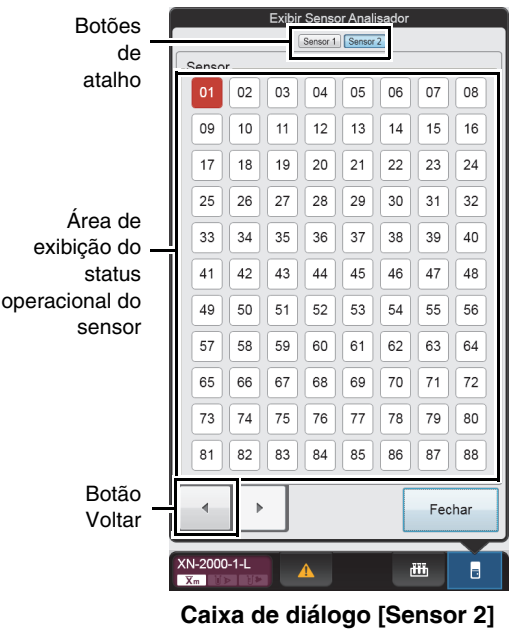 Exibir Sensor Analisador
Botões
de
atalho
Sensor 1 Sensor 2
Sensor
01 02 03 04 05 06 07 08
09 10 11 12 13 14 15 16
17 18 19 20 21 22 23 24
25 26 27 28 29 30 31 32
33 34 35 36 37 38 39 40
41 42 43 44 45 46 47 48
49 50 51 52 53 54 55 56
57 58 59 60 61 62 63 64
65 66 67 68 69 70 71 72
73 74 75 76 77 78 79 80
81 82 83 84 85 86 87 88
Área de
exibição do
status
operacional do
sensor
Botão
Voltar
Fechar
XN-2000-1-L
Xm
Caixa de diálogo [Sensor 2]